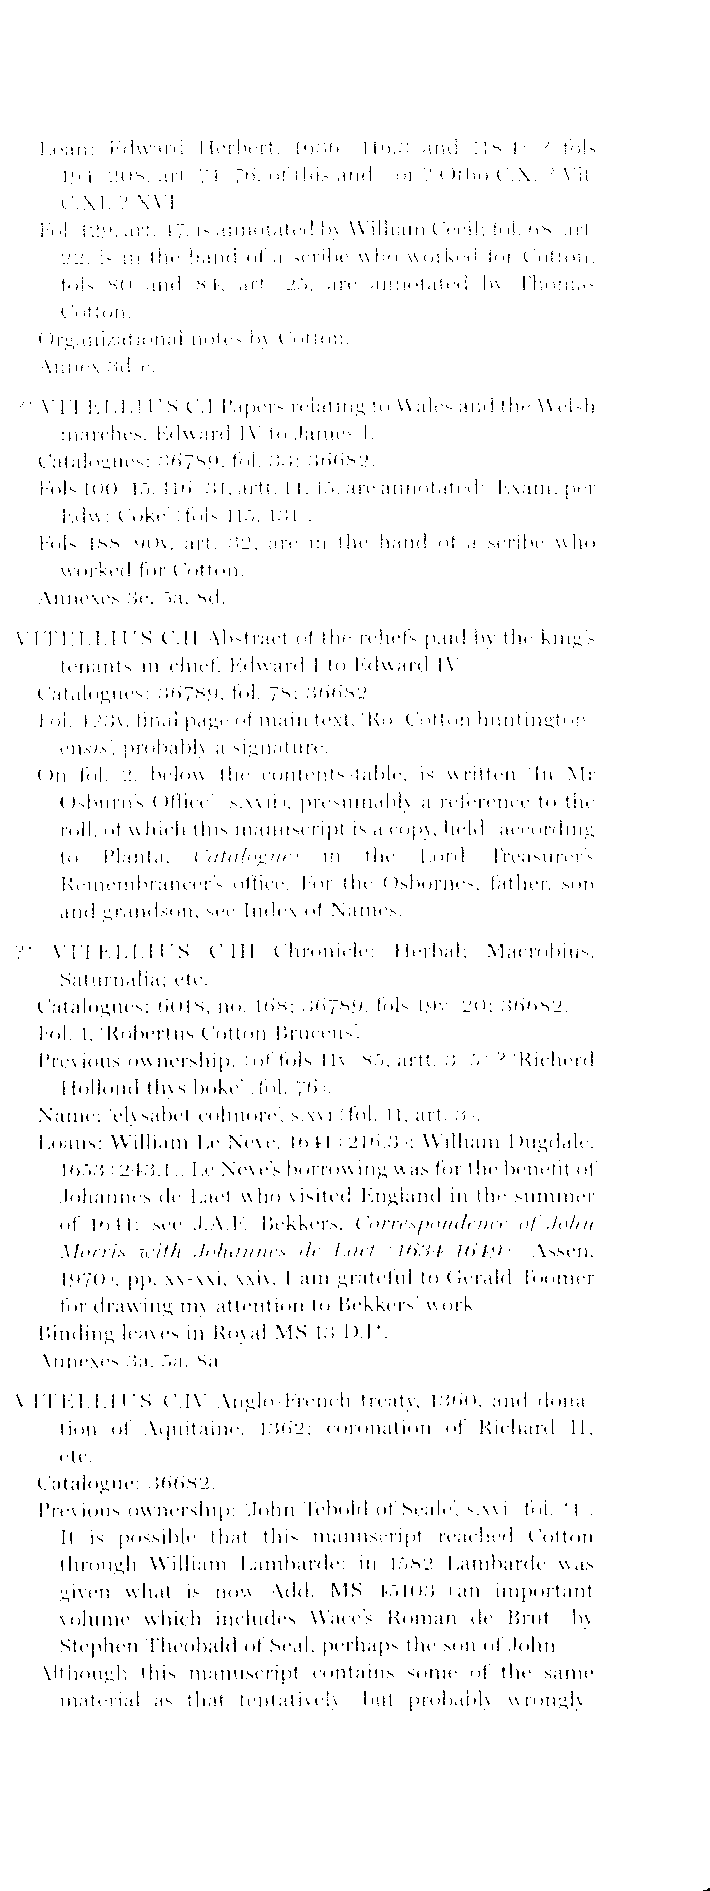 Loan: Edward Herbert, 1636 and fols
art. of this and Otho C.X, ? Vit.
C.XI, ? XVI
Fol. 129, art. 47, is annotated by William Cecil; fol. 68, art.
22, is in the hand of a scribe who worked for Cotton,
fols 80 and 84, art. 25, are annotated by Thomas
Cotton.
Organizational notes by Cotton.
Annex 3d e.
VITELLIUS C.I Papers relating to Wales and the Welsh
marches, Edward IV to James I.
Catalogues: 36789, fol. 33; 36682.
Fols 100 15, 116 31, artt. 14, 15, are annotated 'Exam. per
Edw: Coke' (fols 115, 131).
Fols 188 90v, art. 32, are in the hand of a scribe who
worked for Cotton.
Annexes 3e, 5a, 8d.
VITELLIUS C.II Abstract of the reliefs paid by the king's
tenants in chief, Edward I to Edward IV
Catalogues: 36789, fol. 78; 36682
Fol. 123v, final page of main text, 'Ro: Cotton huntington
ensis', probably a signature.
On fol. 2, below the contents-table, is written 'In Mr
Osburn's Office' s.xvii), presumably a reference to the
roll, of which this manuscript is a copy, held according
to Planta, Catalogue in the Lord Treasurer's
Remembrancer's office. For the Osbornes, father, son
and grandson, see Index of Names.
?* VITELLIUS C.III Chronicle; Herbal; Macrobius,
Saturnalia; etc.
Catalogues: 6018, no. 168; 36789, fols 19v 20; 36682.
Fol. 1, 'Robertus Cotton Bruceus'.
Previous ownership, (of fols 11v 85, artt. 3 5) ? 'Richerd
Hollond thys boke' (fol. 76).
Name: 'elysabet colmore', s.xvi (fol. 11, art. 3).
Loans: William Le Neve, 1641 (216.3); William Dugdale,
1653 (243.1). Le Neve's borrowing was for the benefit of
Johannes de Laet who visited England in the summer
of 1641: see J.A.F. Bekkers, Correspondence of John
Morris with Johannes de Laet (1634-1649) (Assen,
1970), pp. xx-xxi, xxiv. I am grateful to Gerald Toomer
for drawing my attention to Bekkers' work
Binding leaves in Royal MS 13 D.I*.
Annexes 3a, 5a, 8a
VITELLIUS C.IV Anglo-French treaty, 1360, and dona
tion of Aquitaine, 1362; coronation of Richard II,
etc.
Catalogue: 36682.
Previous ownership: 'John Tebold of Seale', s.xvi fol.
It is possible that this manuscript reached Cotton
through William Lambarde: in 1582 Lambarde was
given what is now Add. MS 45103 (an important
volume which includes Wace's Roman de Brut by
Stephen Theobald of Seal, perhaps the son of John
Although this manuscript contains some of the same
material as that tentatively but probably wrongly